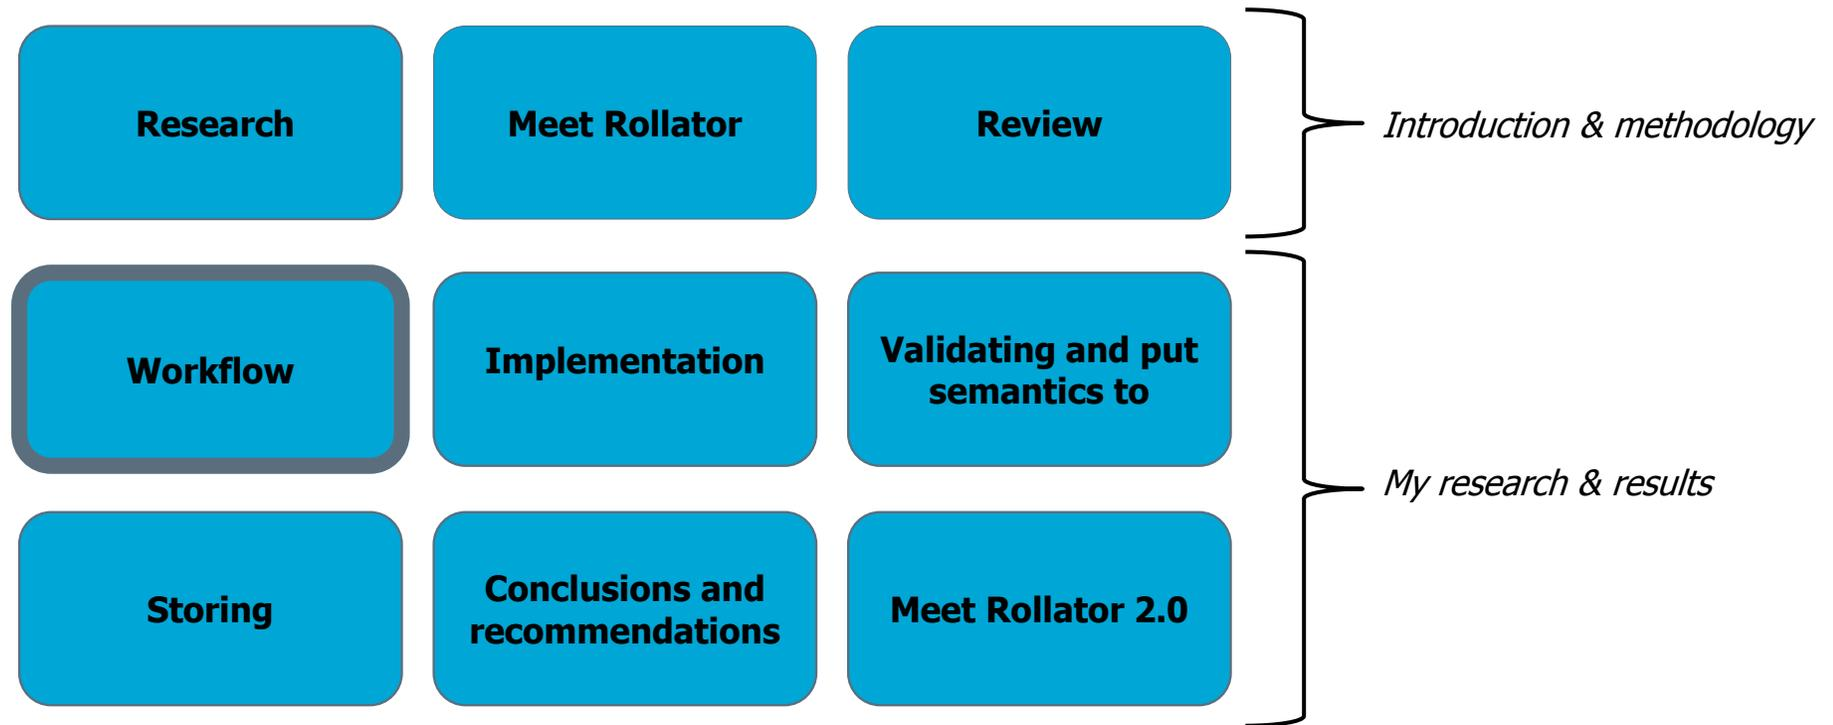 Research
Meet Rollator
Review
Introduction & methodology
Workflow
Implementation
Validating and put
semantics to
My research & results
Storing
Conclusions and
recommendations
Meet Rollator 2.0